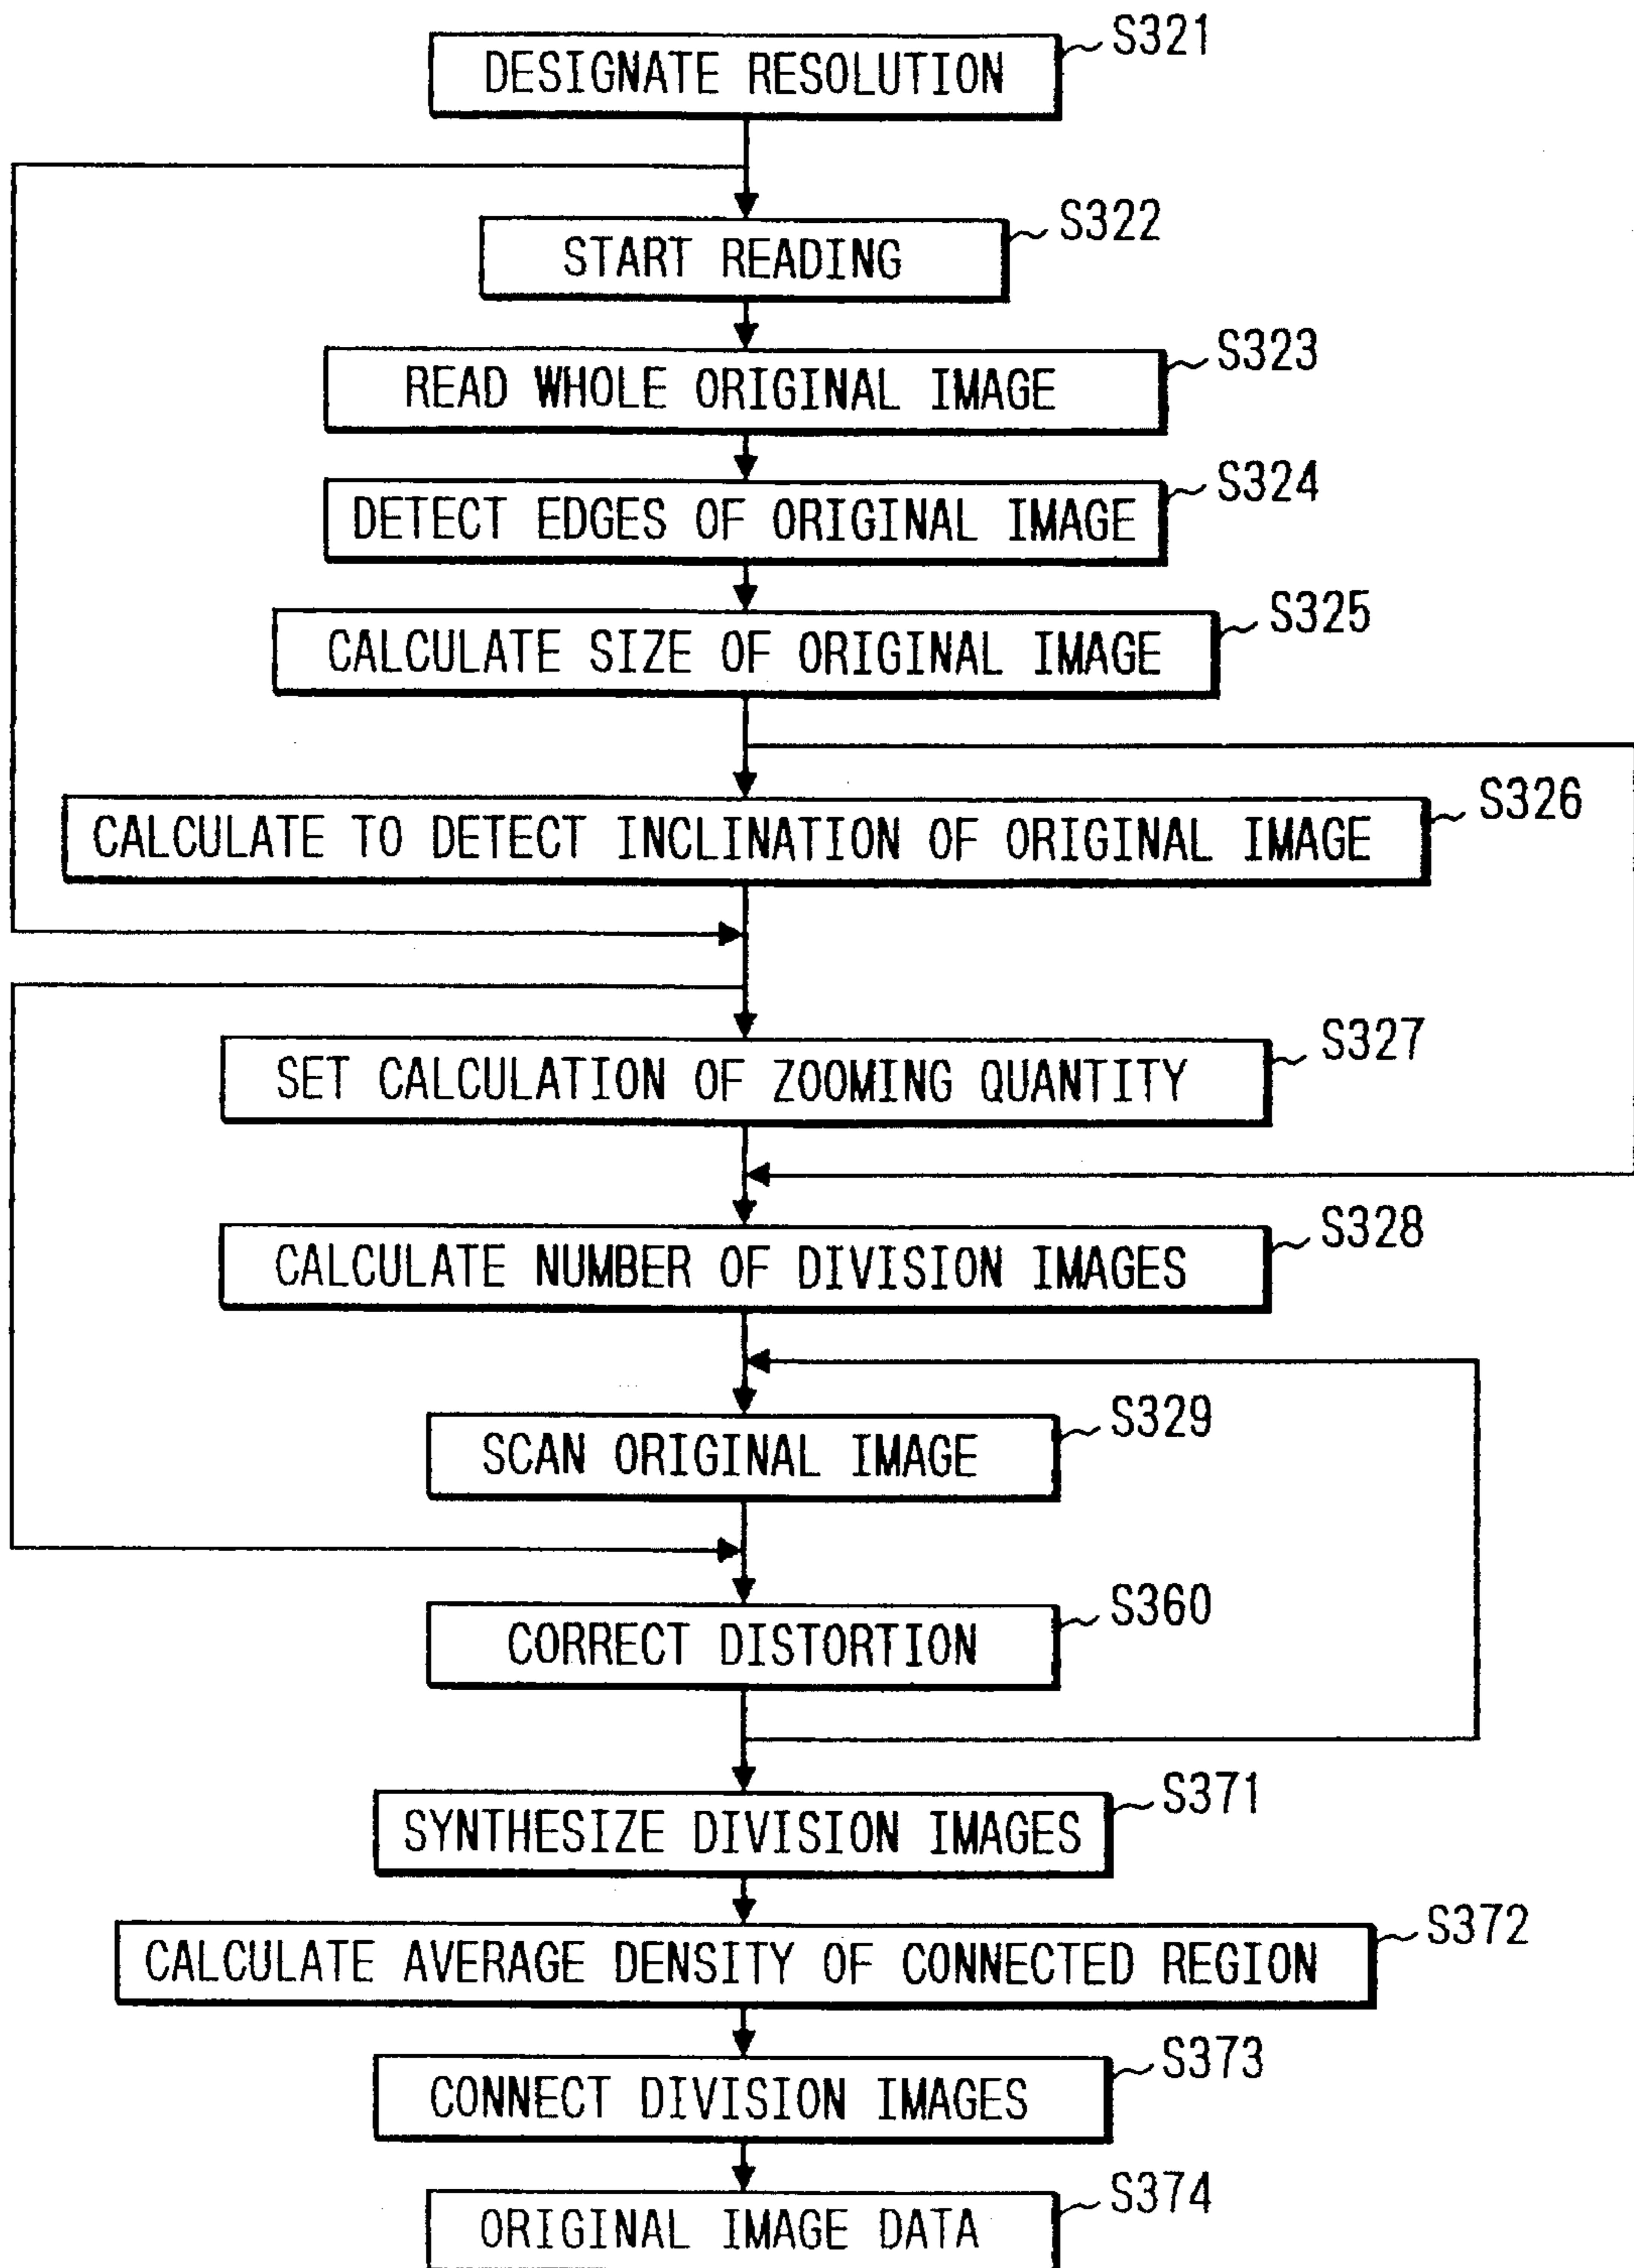 DESIGNATE RESOLUTION
S321
START READING
S322
READ WHOLE ORIGINAL IMAGE
S323
DETECT EDGES OF ORIGINAL IMAGE
S324
CALCULATE SIZE OF ORIGINAL IMAGE
S325
CALCULATE TO DETECT INCLINATION OF ORIGINAL IMAGE
S326
SET CALCULATION OF ZOOMING QUANTITY
S327
CALCULATE NUMBER OF DIVISION IMAGES
S328
SCAN ORIGINAL IMAGE
S329
CORRECT DISTORTION
S360
SYNTHESIZE DIVISION IMAGES
S371
CALCULATE AVERAGE DENSITY OF CONNECTED REGION
S372
CONNECT DIVISION IMAGES
S373
ORIGINAL IMAGE DATA
S374